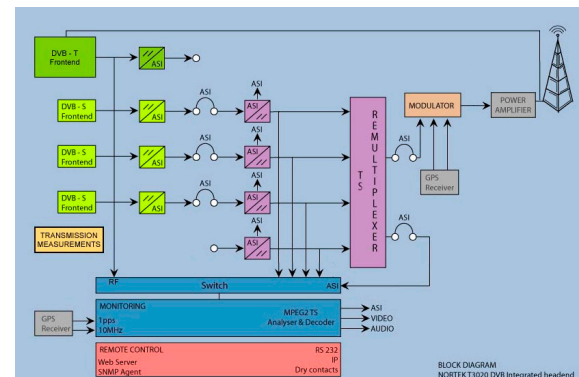 DVB - T
Frontend
ASI
ASI
DVB - S
Frontend
ASI
ASI
ASI
DVB - S
Frontend
ASI
ASI
ASI
ASI
DVB - S
Frontend
ASI
ASI
ASI
ASI
ASI
ASI
TS
REMULTIPLEXER
ASI
ASI
MODULATOR
POWER
AMPLIFIER
GPS
Receiver
TRANSMISSION
MEASUREMENTS
RF
Switch
ASI
MONITORING
1pps
10MHz
MPEG2 TS
Analyser & Decoder
GPS
Receiver
ASI
VIDEO
AUDIO
REMOTE CONTROL
Web Server
SNMP Agent
RS 232
IP
Dry contacts
BLOCK DIAGRAM
NORTEK T3020 DVB Integrated headend